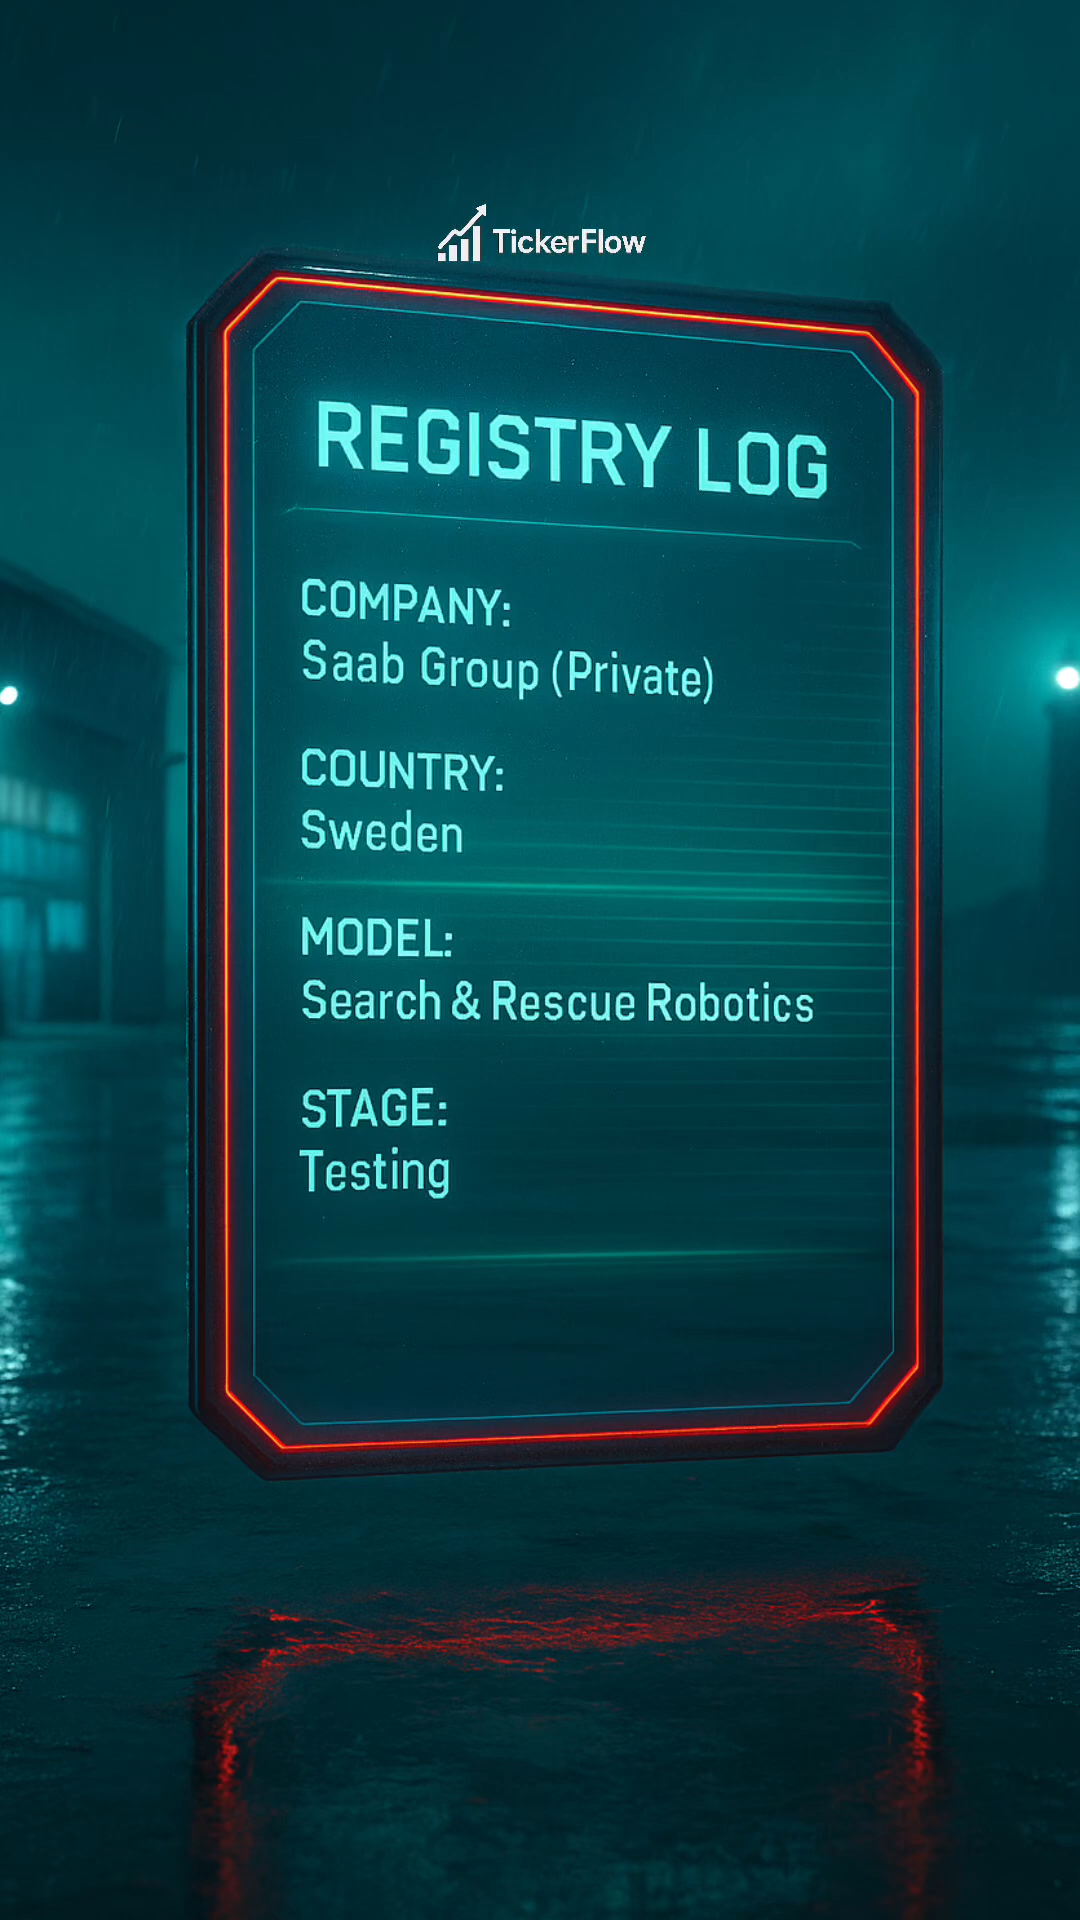 TickerFlow
REGISTRY LOG
COMPANY:
Saab Group (Private)
COUNTRY:
Sweden
MODEL:
Search & Rescue Robotics
STAGE:
Testing